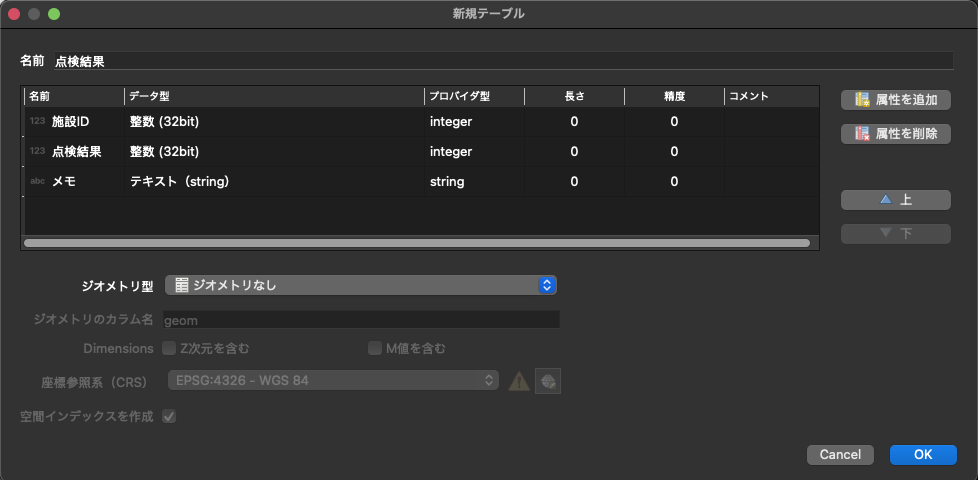 新規テーブル
名前 点検結果
名前 データ型 プロバイダ型 長さ 精度 コメント
123 施設ID 整数 (32bit) integer 0 0
123 点検結果 整数 (32bit) integer 0 0
abc メモ テキスト（string） string 0 0
属性を追加
属性を削除
上
下
ジオメトリ型 ジオメトリなし
ジオメトリのカラム名 geom
Dimensions Z次元を含む M値を含む
座標参照系（CRS） EPSG:4326 - WGS 84
空間インデックスを作成
Cancel OK